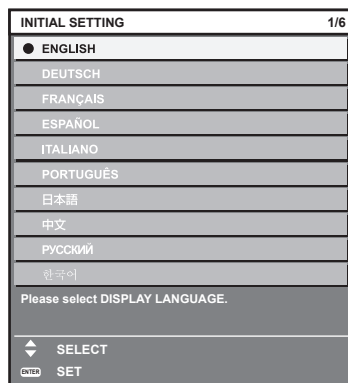 INITIAL SETTING 1/6
ENGLISH
DEUTSCH
FRANÇAIS
ESPAÑOL
ITALIANO
PORTUGUÊS
日本語
中文
РУССКИЙ
한국어
Please select DISPLAY LANGUAGE.
SELECT
ENTER SET